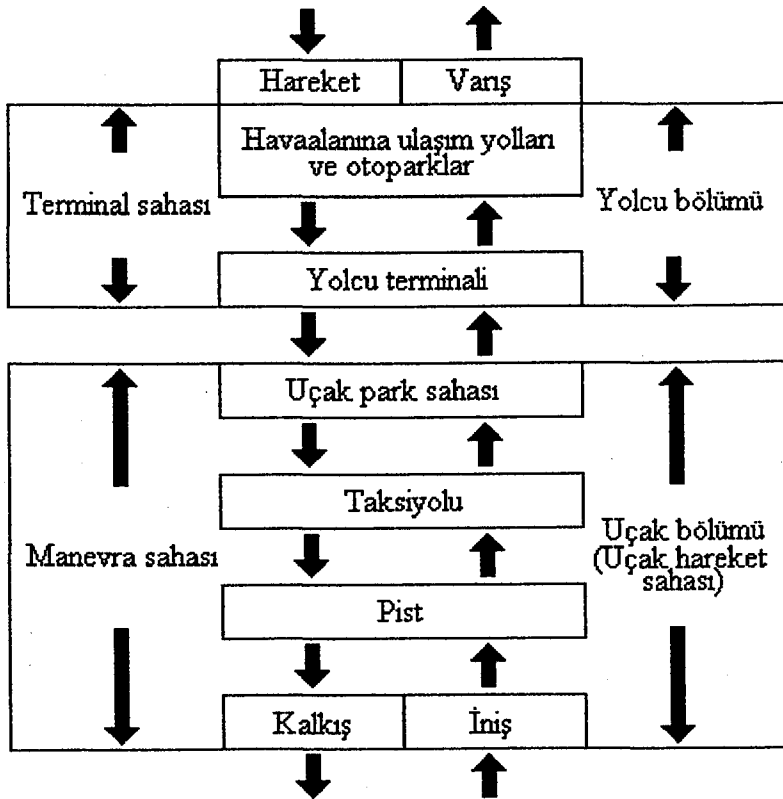 Hareket
Varış
Havaalanına ulaşım yolları
ve otoparklar
Terminal sahası
Yolcu bölümü
Yolcu terminali
Uçak park sahası
Taksiyolu
Manevra sahası
Uçak bölümü
(Uçak hareket
sahası)
Pist
Kalkış
İniş